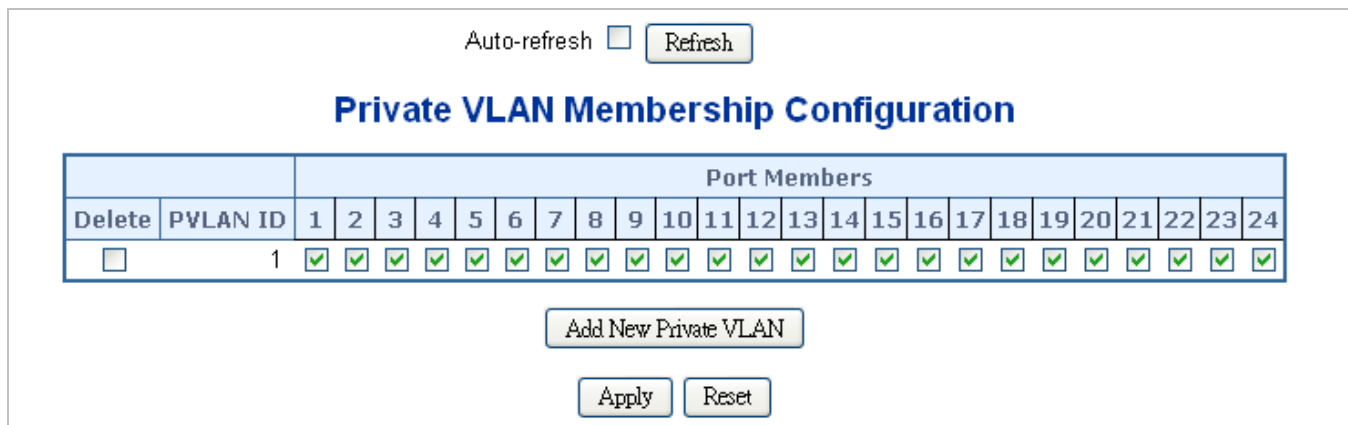 Auto-refresh Refresh
Private VLAN Membership Configuration
Port Members
Delete PVLAN ID 1 2 3 4 5 6 7 8 9 10 11 12 13 14 15 16 17 18 19 20 21 22 23 24
1
Add New Private VLAN
Apply Reset